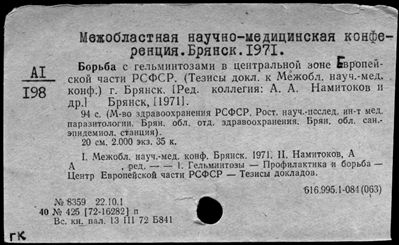 Межобластная научно-медицинская конфе-
ренция. Брянск. 1971.
АI
I98
Борьба с гельминтозами в центральной зоне Европей-
ской части РСФСР. (Тезисы докл. к Межобл. науч.-мед.
конф.) г. Брянск. [Ред. коллегия: А. А. Намитоков и
др.] Брянск, [1971].
94 с. (М-во здравоохранения РСФСР. Рост. науч.-исслед. ин-т мед.
паразитологии. Брян. обл. отд. здравоохранения. Брян. обл. сан.-
эпидемиол. станция).
20 см. 2.000 экз. 35 к.
I. Межобл. науч.-мед. конф. Брянск. 1971. II. Намитоков, А
А , ред. — — 1. Гельминтозы — Профилактика и борьба —
Центр Европейской части РСФСР — Тезисы докладов.
616.995.1-084(063)
№ 8359 22.10.1
40 № 425 [72-16282] п
Вс. кн. пал. 13 III 72 Б841
ГК